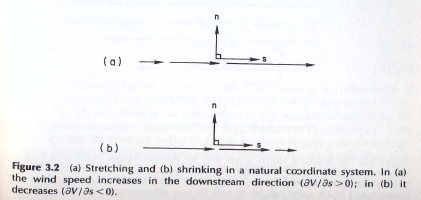 n
(a)
s
n
(b)
s
Figure 3.2 (a) Stretching and (b) shrinking in a natural coordinate system. In (a)
the wind speed increases in the downstream direction (∂V/∂s >0); in (b) it
decreases (∂V/∂s < 0).